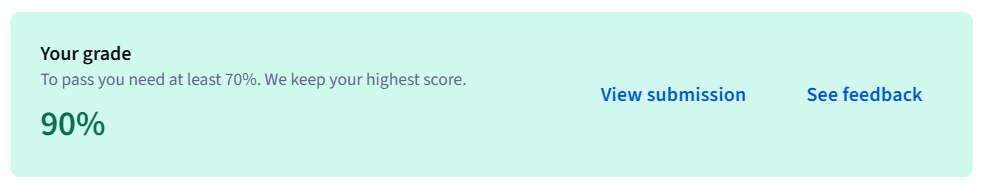 Your grade
To pass you need at least 70%. We keep your highest score.
90%
View submission
See feedback